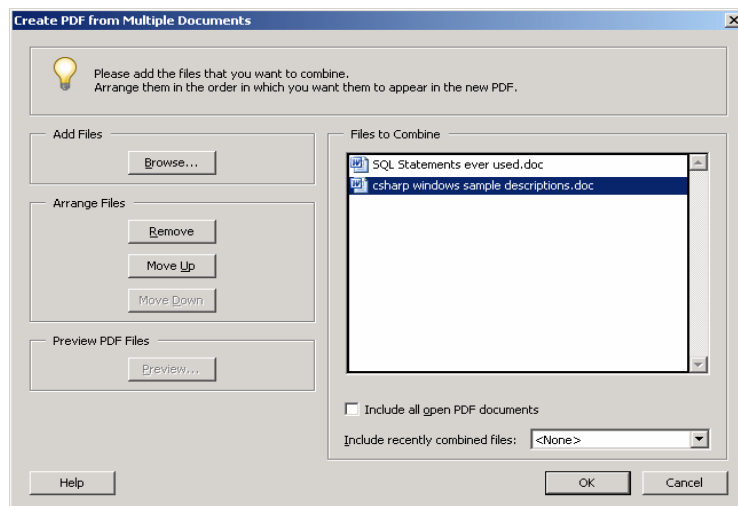 Create PDF from Multiple Documents
Please add the files that you want to combine.
Arrange them in the order in which you want them to appear in the new PDF.
Add Files
Browse...
Arrange Files
Remove
Move Up
Move Down
Preview PDF Files
Preview...
Files to Combine
SQL Statements ever used.doc
csharp windows sample descriptions.doc
Include all open PDF documents
Include recently combined files: <None>
Help
OK
Cancel